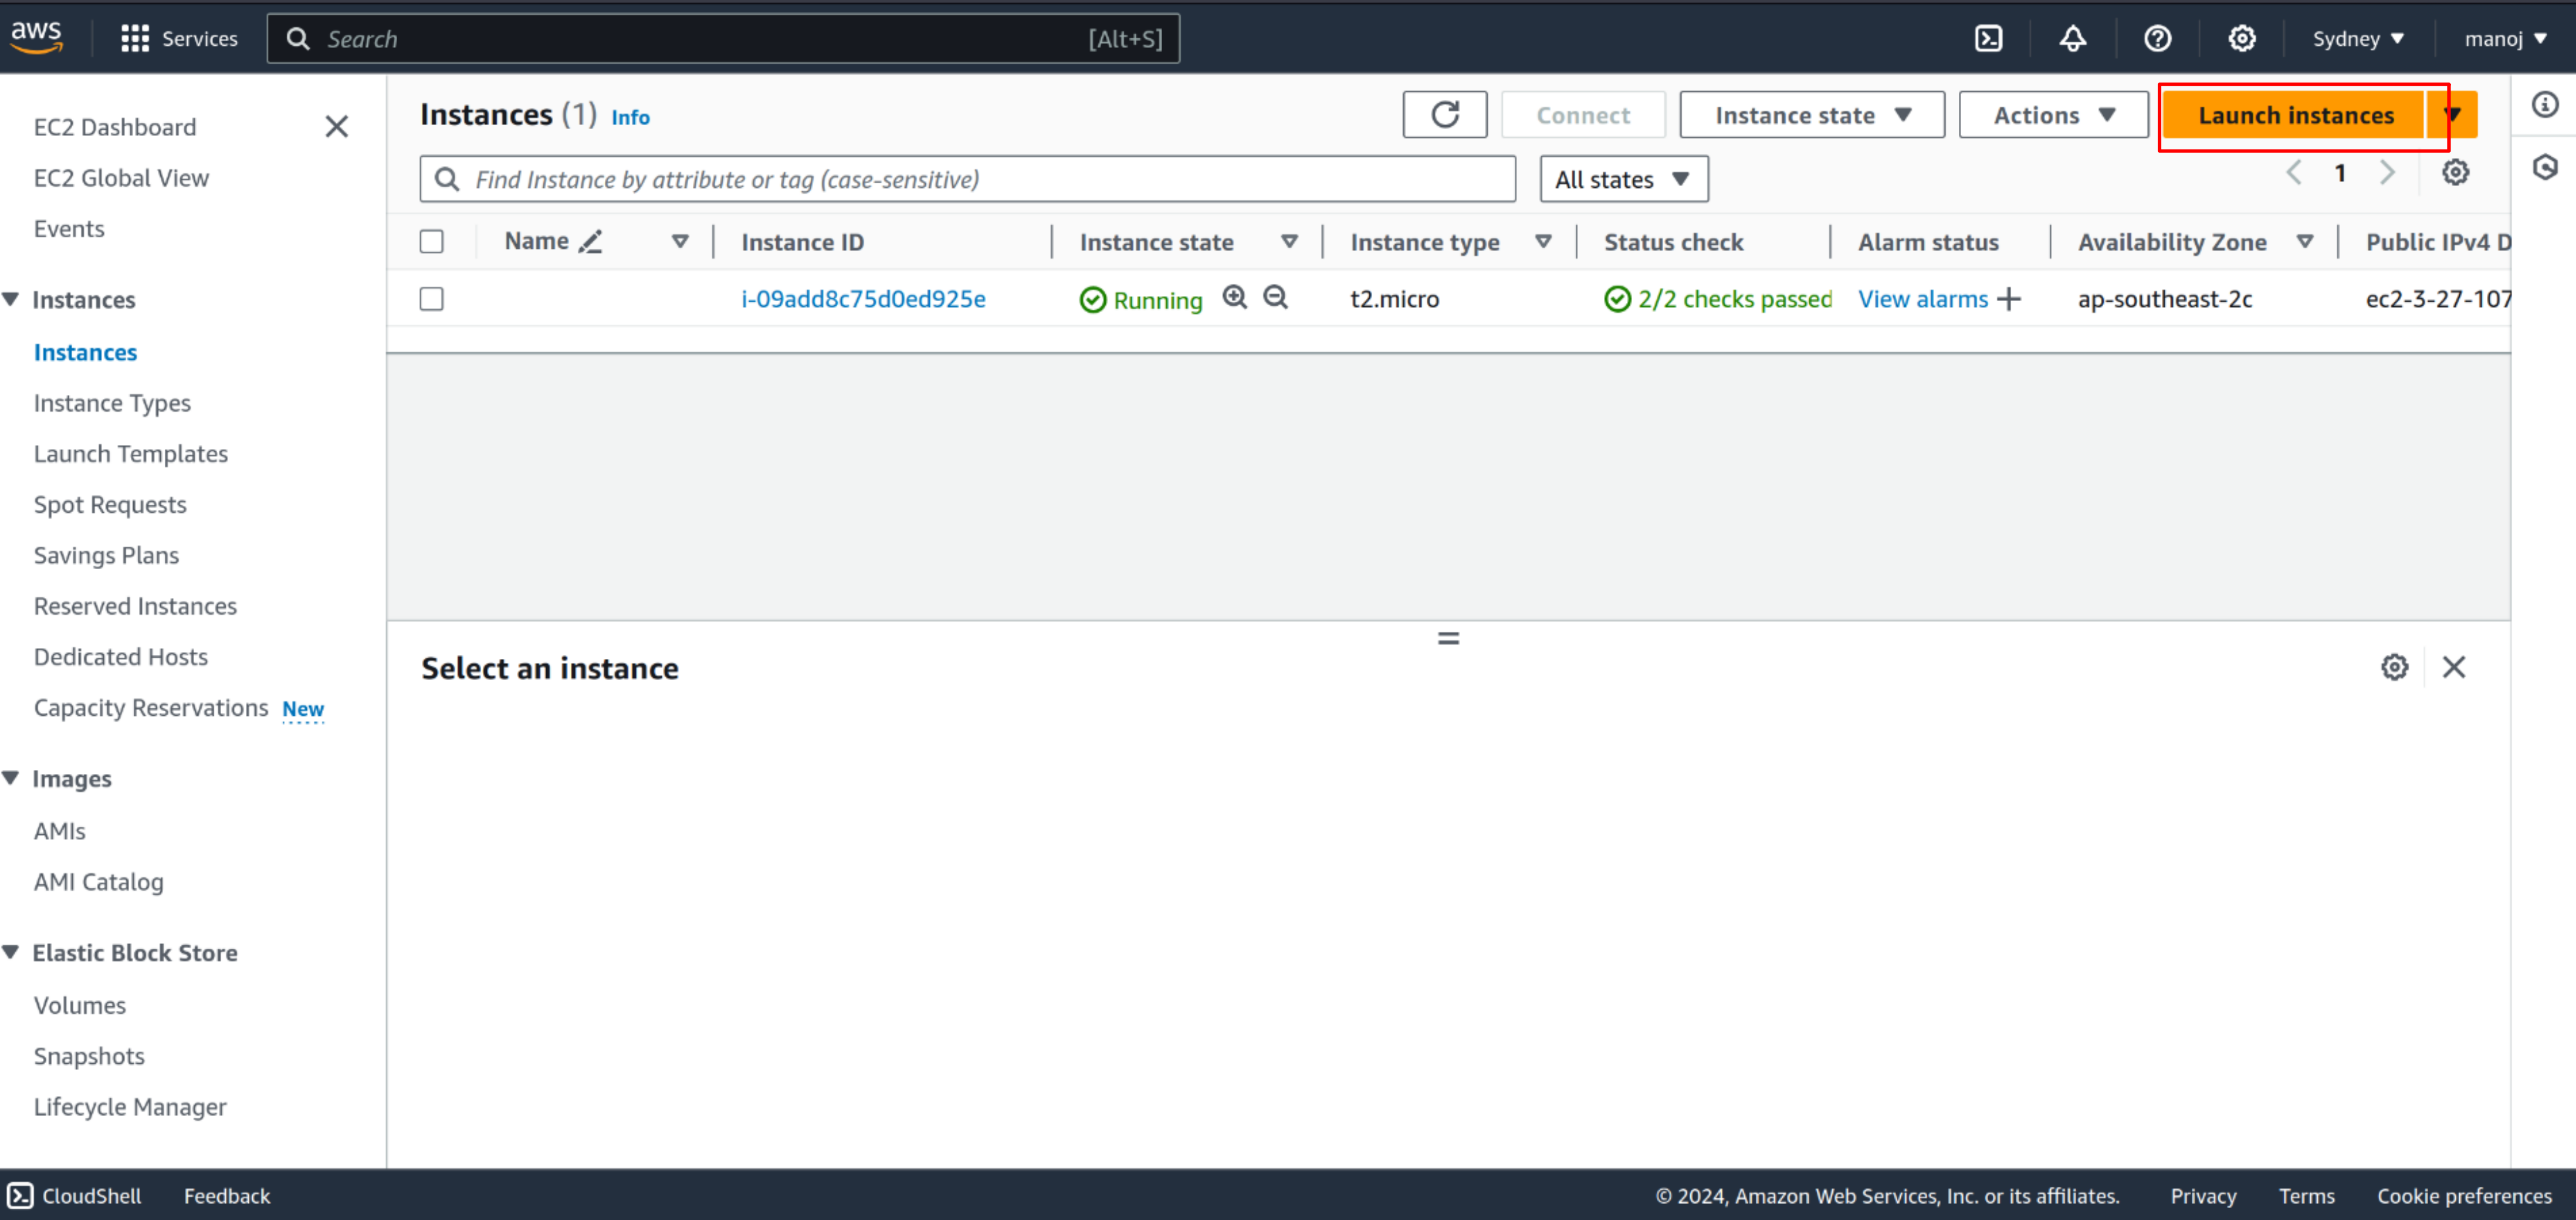 aws Services Search [Alt+S] Sydney manoj
EC2 Dashboard
EC2 Global View
Events
Instances
Instances
Instance Types
Launch Templates
Spot Requests
Savings Plans
Reserved Instances
Dedicated Hosts
Capacity Reservations New
Images
AMIs
AMI Catalog
Elastic Block Store
Volumes
Snapshots
Lifecycle Manager
Instances (1) Info Connect Instance state Actions Launch instances
Find Instance by attribute or tag (case-sensitive) All states 1
Name Instance ID Instance state Instance type Status check Alarm status Availability Zone Public IPv4 D
i-09add8c75d0ed925e Running t2.micro 2/2 checks passed View alarms + ap-southeast-2c ec2-3-27-107
Select an instance
CloudShell Feedback © 2024, Amazon Web Services, Inc. or its affiliates. Privacy Terms Cookie preferences